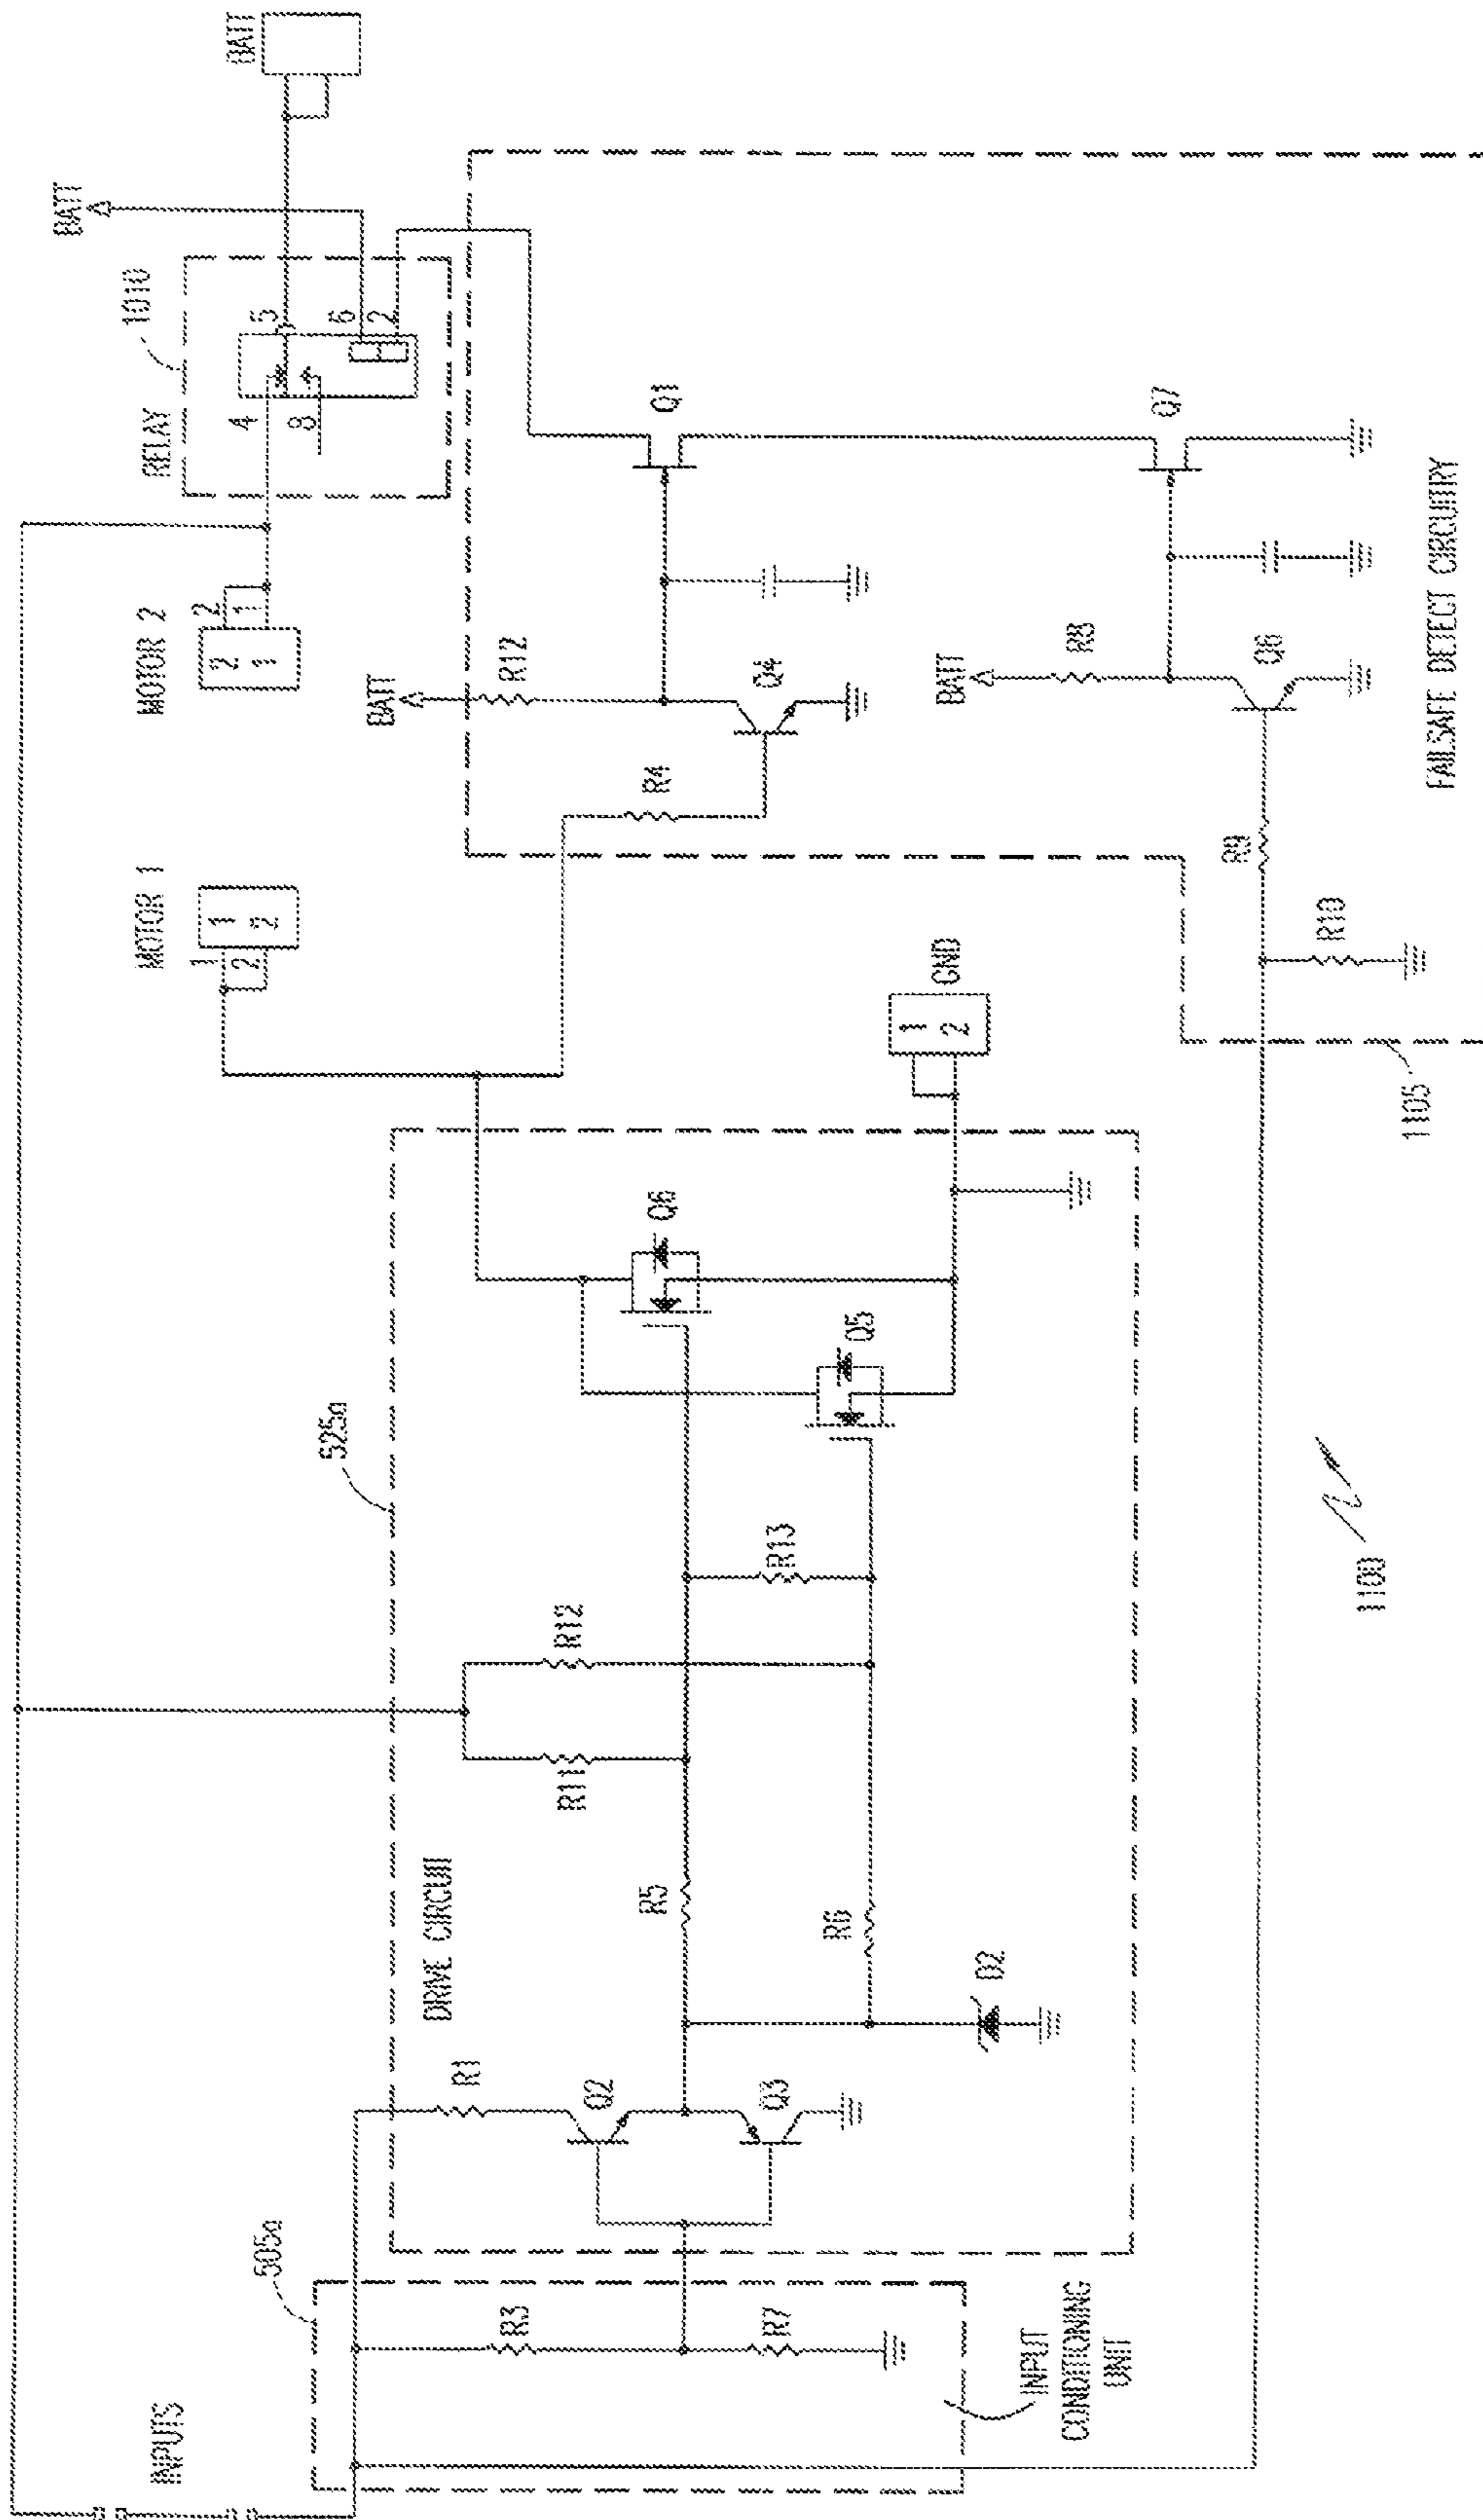 BATT
BATT
1010
RELAY
5
6
2
4
8
MOTOR 2
2
1
2
1
MOTOR 1
1
2
1
2
BATT
R12
Q4
Q1
R4
BATT
R8
Q6
Q7
R9
R10
FAILSAFE DETECT CIRCUITRY
1105
GND
1
2
525a
DRIVE CIRCUIT
Q6
Q5
R13
R12
R11
R5
R6
D2
R1
Q2
Q3
505a
R3
R7
INPUT
CONDITIONING
UNIT
INPUTS
1100